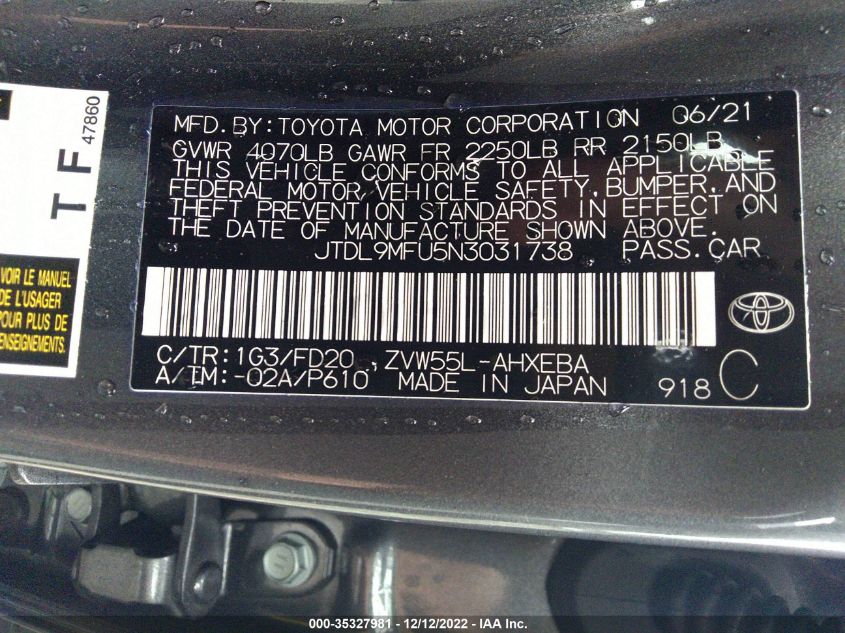 MFD. BY: TOYOTA MOTOR CORPORATION 06/21
GVWR 4070LB GAWR FR 2250LB RR 2150LB
THIS VEHICLE CONFORMS TO ALL APPLICABLE
FEDERAL MOTOR VEHICLE SAFETY, BUMPER, AND
THEFT PREVENTION STANDARDS IN EFFECT ON
THE DATE OF MANUFACTURE SHOWN ABOVE.
JTDL9MFU5N3031738 PASS.CAR
C/TR: 1G3/FD20 ZVW55L-AHXEBA
A/TM: -02A/P610 MADE IN JAPAN 918 C
TF 47860
VOIR LE MANUEL
DE L'USAGER
POUR PLUS DE
RENSEIGNEMENTS.
000-35327981 - 12/12/2022 - IAA Inc.